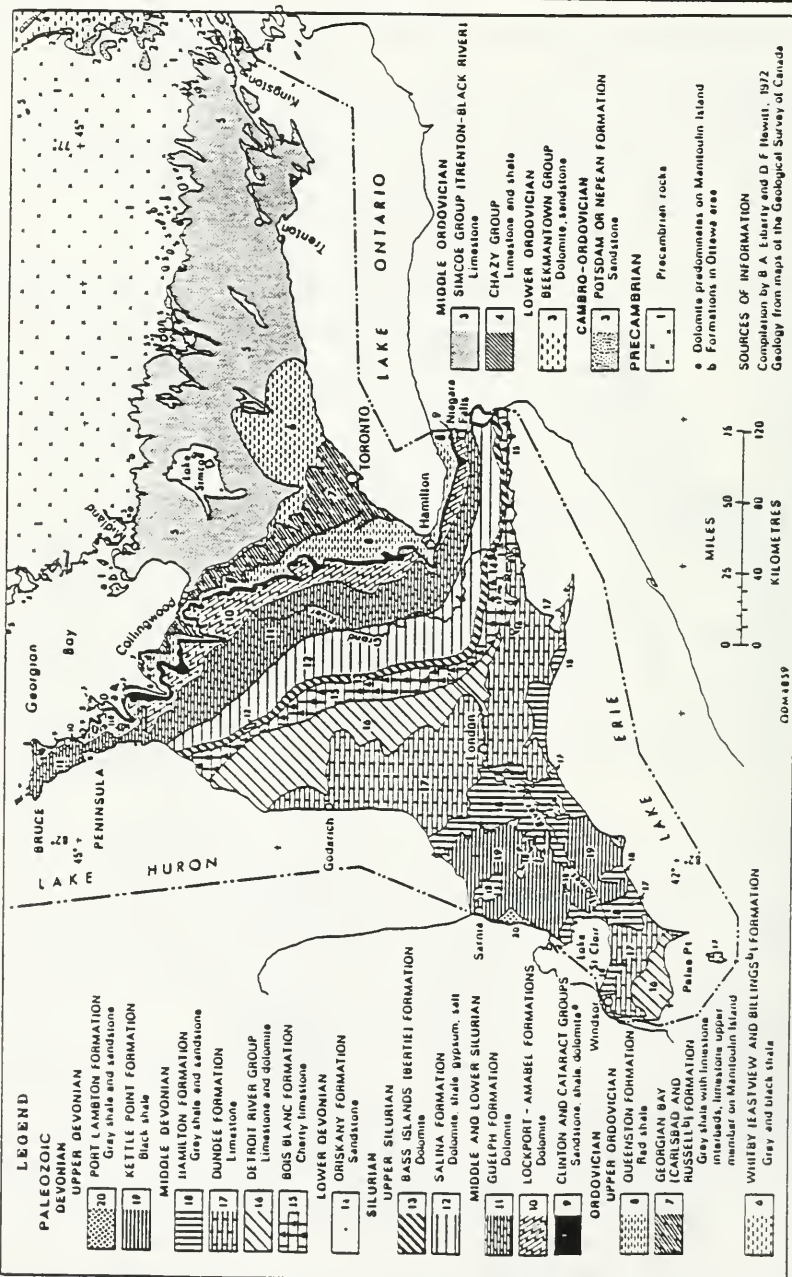 LEGEND
PALEOZOIC
DEVONIAN
UPPER DEVONIAN
20 PORT LAMBTON FORMATION
Grey shale and sandstone
19 KETTLE POINT FORMATION
Black shale
MIDDLE DEVONIAN
18 HAMILTON FORMATION
Grey shale and sandstone
17 DUNDEE FORMATION
Limestone
16 DETROIT RIVER GROUP
Limestone and dolomite
15 BOIS BLANC FORMATION
Cherty limestone
LOWER DEVONIAN
14 ORISKANY FORMATION
Sandstone
SILURIAN
UPPER SILURIAN
13 BASS ISLANDS (BERTIE) FORMATION
Dolomite
12 SALINA FORMATION
Dolomite, shale gypsum, salt
MIDDLE AND LOWER SILURIAN
11 GUELPH FORMATION
Dolomite
10 LOCKPORT - AMABEL FORMATIONS
Dolomite
9 CLINTON AND CATARACT GROUPS
Sandstone, shale, dolomite a
ORDOVICIAN
UPPER ORDOVICIAN
8 QUEENSTON FORMATION
Red shale
7 GEORGIAN BAY
(CARLSBAD AND
RUSSELL b) FORMATION
Grey shale with limestone
interbeds, limestone upper
member on Manitoulin Island
6 WHITBY (EASTVIEW AND BILLINGS b) FORMATION
Grey and black shale
MIDDLE ORDOVICIAN
SIMCOE GROUP (TRENTON-BLACK RIVER)
Limestone
4 CHAZY GROUP
Limestone and shale
LOWER ORDOVICIAN
3 BEEKMANTOWN GROUP
Dolomite, sandstone
CAMBRO-ORDOVICIAN
POTSDAM OR NEPEAN FORMATION
Sandstone
PRECAMBRIAN
1 Precambrian rocks
a Dolomite predominates on Manitoulin Island
b Formations in Ottawa area
SOURCES OF INFORMATION
Compilation by B A Liberty and D F Hewitt, 1972
Geology from maps of the Geological Survey of Canada
LAKE HURON
BRUCE
PENINSULA
82°
45°
Georgian
Bay
Collingwood
Midland
Lake
Simcoe
77°
45°
Kingston
Trenton
LAKE ONTARIO
TORONTO
Hamilton
Niagara
Falls
Grand
River
Goderich
London
Sarnia
Lake
St Clair
Windsor
Pelee Pt
LAKE ERIE
42°
MILES
0 25 50 75
0 40 80 120
KILOMETRES
ODM 4859